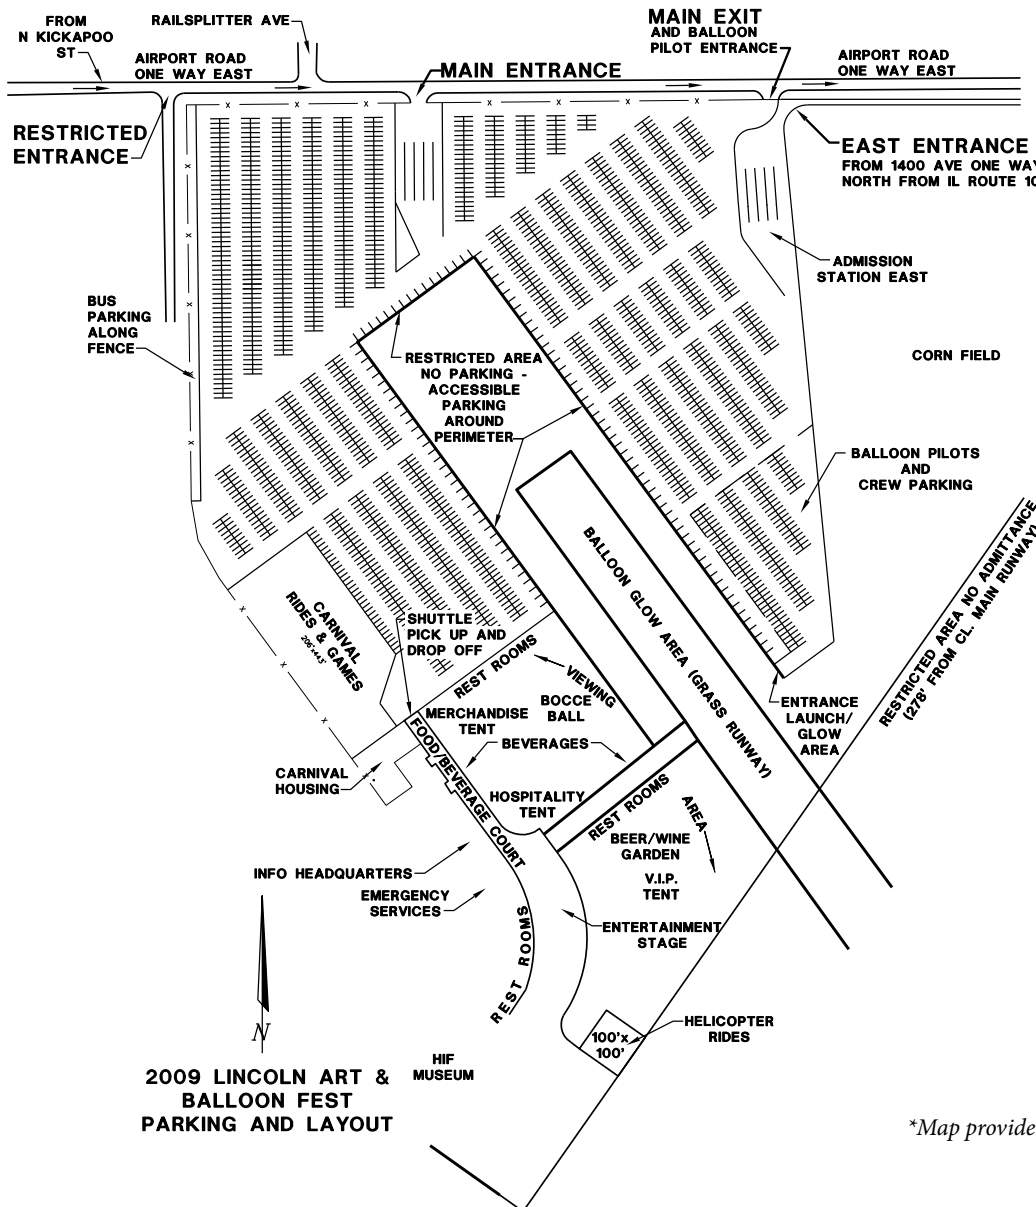 FROM
N KICKAPOO
ST
RAILSPLITTER AVE
MAIN EXIT
AND BALLOON
PILOT ENTRANCE
AIRPORT ROAD
ONE WAY EAST
AIRPORT ROAD
ONE WAY EAST
MAIN ENTRANCE
RESTRICTED
ENTRANCE
EAST ENTRANCE
FROM 1400 AVE ONE WAY
NORTH FROM IL ROUTE 10
ADMISSION
STATION EAST
BUS
PARKING
ALONG
FENCE
CORN FIELD
RESTRICTED AREA
NO PARKING -
ACCESSIBLE
PARKING
AROUND
PERIMETER
BALLOON PILOTS
AND
CREW PARKING
RESTRICTED AREA NO ADMITTANCE
(278' FROM CL. MAIN RUNWAY)
BALLOON GLOW AREA (GRASS RUNWAY)
CARNIVAL
RIDES & GAMES
SHUTTLE
PICK UP AND
DROP OFF
REST ROOMS
VIEWING
AREA
BOCCE
BALL
MERCHANDISE
TENT
BEVERAGES
ENTRANCE
LAUNCH/
GLOW
AREA
FOOD/BEVERAGE COURT
CARNIVAL
HOUSING
HOSPITALITY
TENT
REST ROOMS
BEER/WINE
GARDEN
V.I.P.
TENT
INFO HEADQUARTERS
EMERGENCY
SERVICES
ENTERTAINMENT
STAGE
REST ROOMS
HELICOPTER
RIDES
100'x
100'
N
HIF
MUSEUM
2009 LINCOLN ART &
BALLOON FEST
PARKING AND LAYOUT
*Map provide